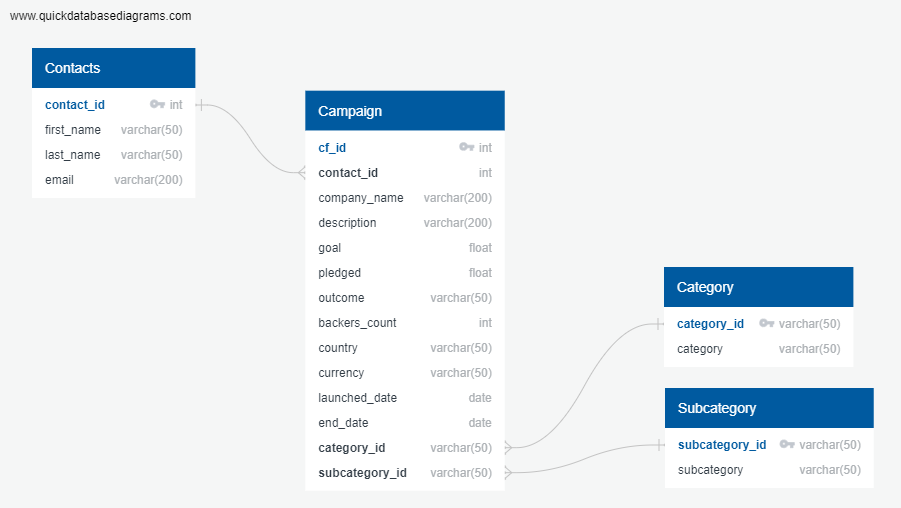 www.quickdatabasediagrams.com
Contacts
contact_id int
first_name varchar(50)
last_name varchar(50)
email varchar(200)
Campaign
cf_id int
contact_id int
company_name varchar(200)
description varchar(200)
goal float
pledged float
outcome varchar(50)
backers_count int
country varchar(50)
currency varchar(50)
launched_date date
end_date date
category_id varchar(50)
subcategory_id varchar(50)
Category
category_id varchar(50)
category varchar(50)
Subcategory
subcategory_id varchar(50)
subcategory varchar(50)